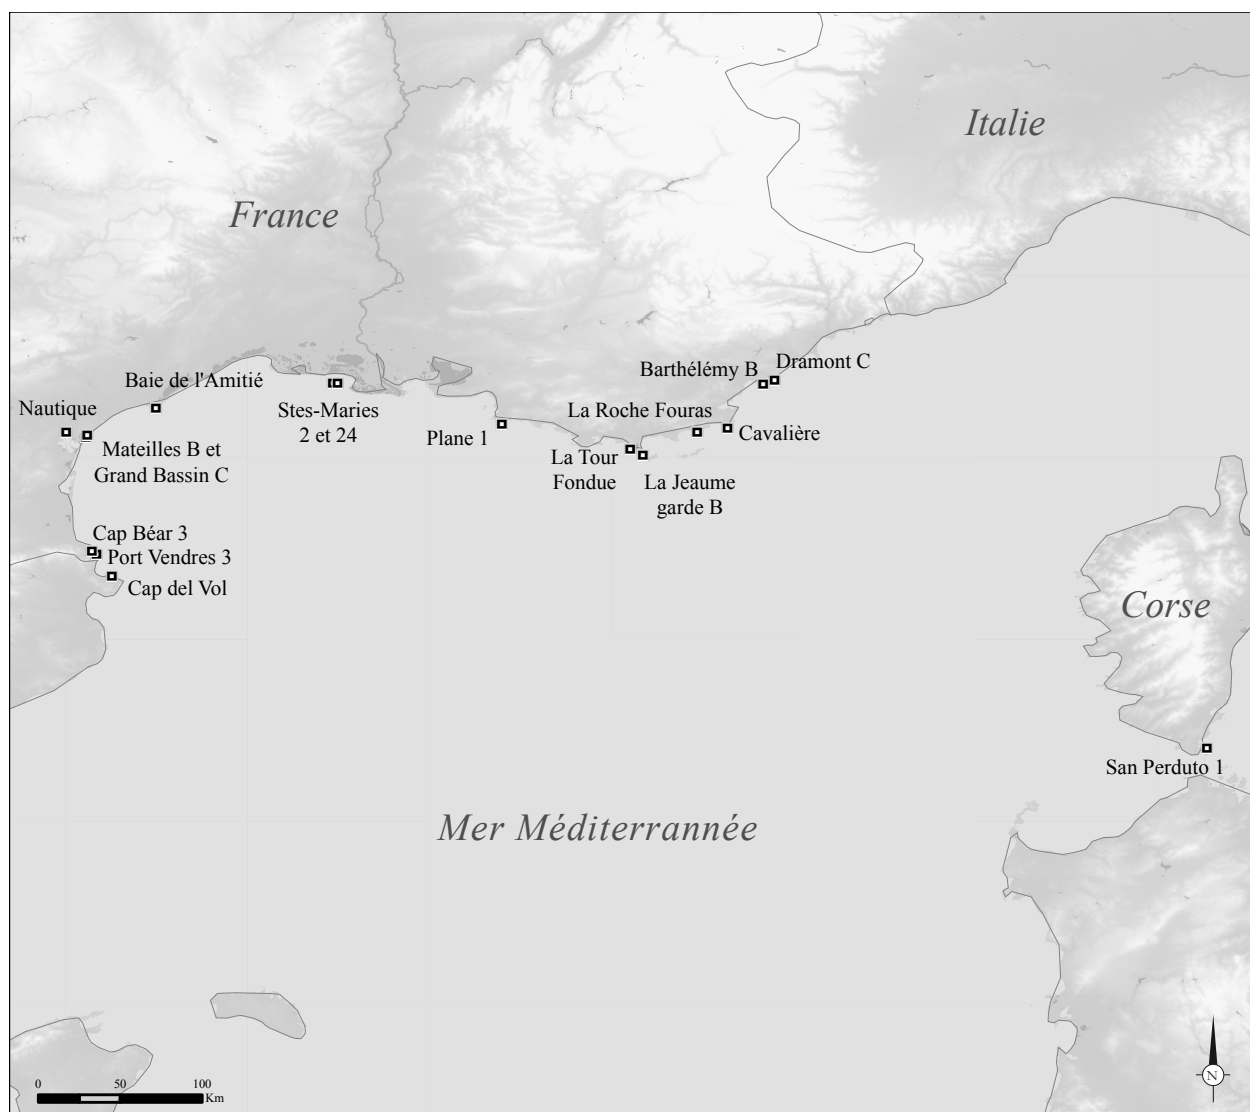 Italie
France
Barthélémy B
Dramont C
Baie de l'Amitié
Nautique
Stes-Maries
2 et 24
La Roche Fouras
Plane 1
Cavalière
Mateilles B et
Grand Bassin C
La Tour
Fondue
La Jeaume
garde B
Cap Béar 3
Port Vendres 3
Cap del Vol
Corse
San Perduto 1
Mer Méditerrannée
0 50 100
Km
N